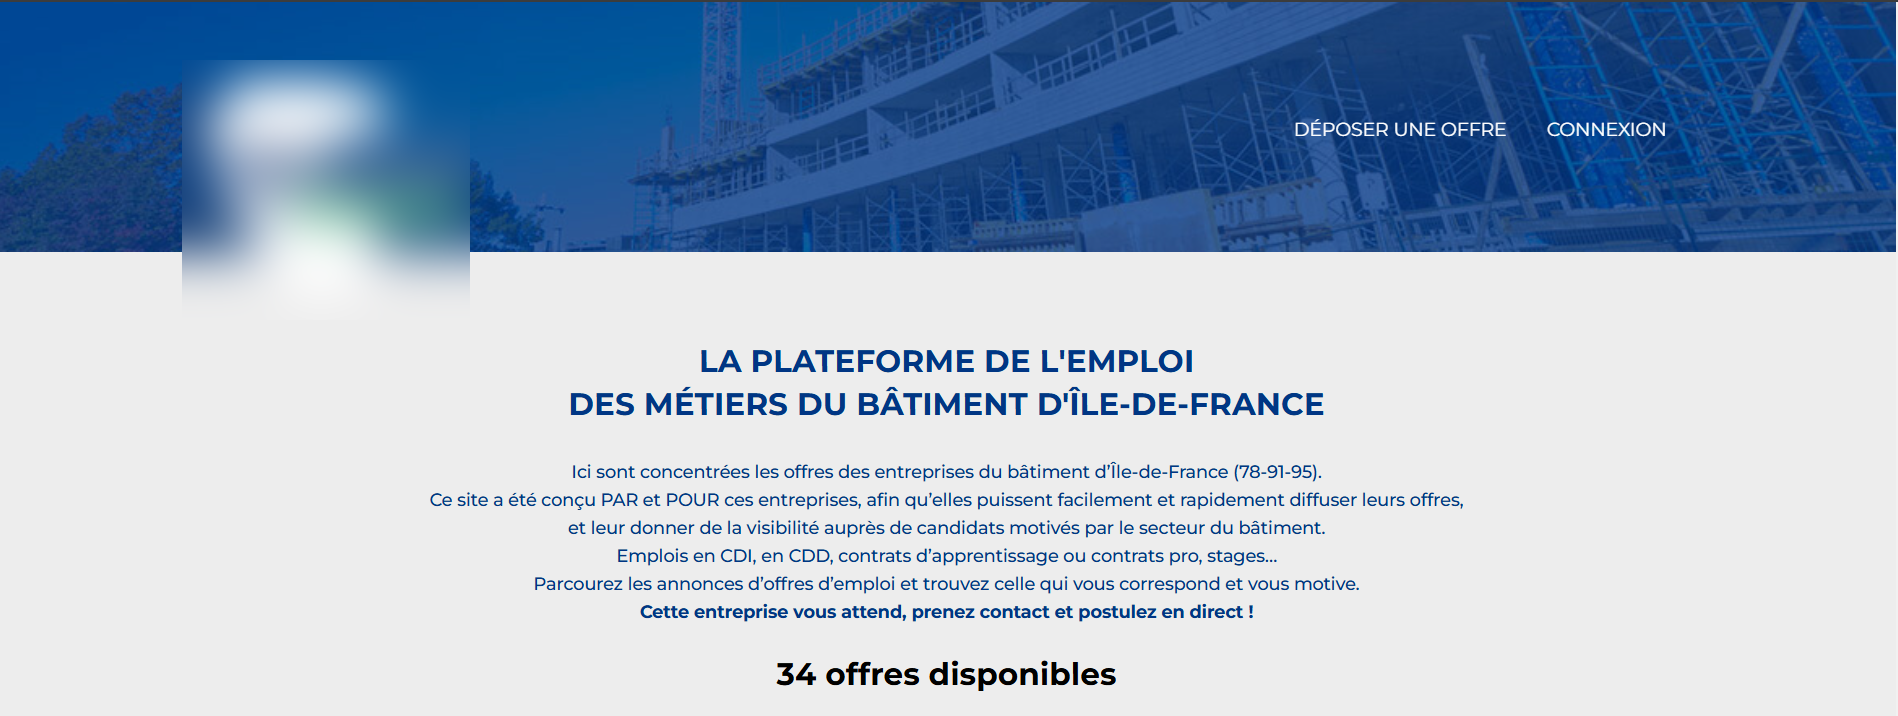 DÉPOSER UNE OFFRE CONNEXION
LA PLATEFORME DE L'EMPLOI
DES MÉTIERS DU BÂTIMENT D'ÎLE-DE-FRANCE
Ici sont concentrées les offres des entreprises du bâtiment d’Île-de-France (78-91-95).
Ce site a été conçu PAR et POUR ces entreprises, afin qu’elles puissent facilement et rapidement diffuser leurs offres,
et leur donner de la visibilité auprès de candidats motivés par le secteur du bâtiment.
Emplois en CDI, en CDD, contrats d’apprentissage ou contrats pro, stages...
Parcourez les annonces d’offres d’emploi et trouvez celle qui vous correspond et vous motive.
Cette entreprise vous attend, prenez contact et postulez en direct !
34 offres disponibles